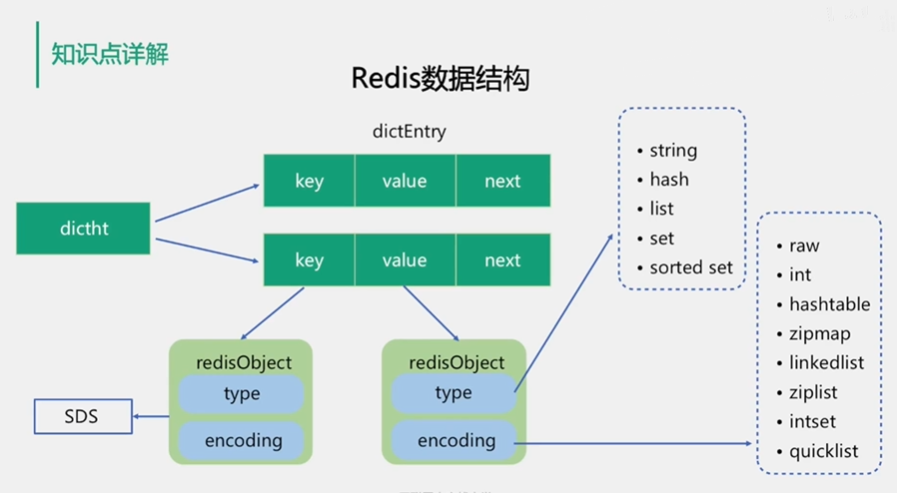 知识点详解
Redis数据结构
dictEntry
dictht
key value next
key value next
redisObject
type
encoding
SDS
redisObject
type
encoding
• string
• hash
• list
• set
• sorted set
• raw
• int
• hashtable
• zipmap
• linkedlist
• ziplist
• intset
• quicklist